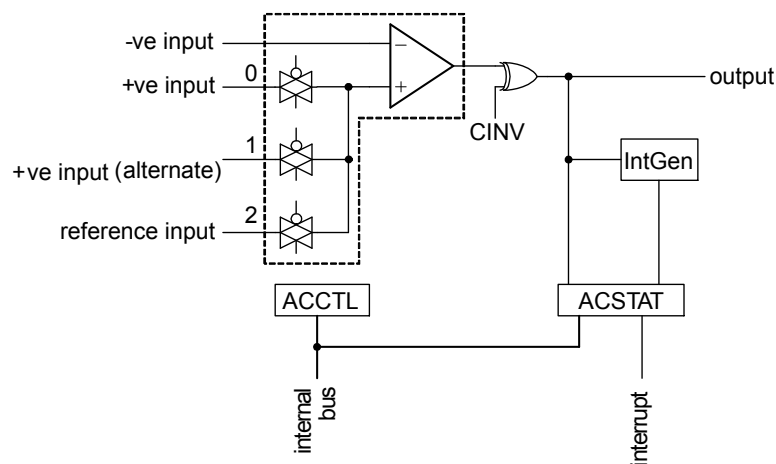 -ve input
−
0
+ve input
+
output
CINV
1
+ve input (alternate)
IntGen
2
reference input
ACCTL
ACSTAT
internal
bus
interrupt